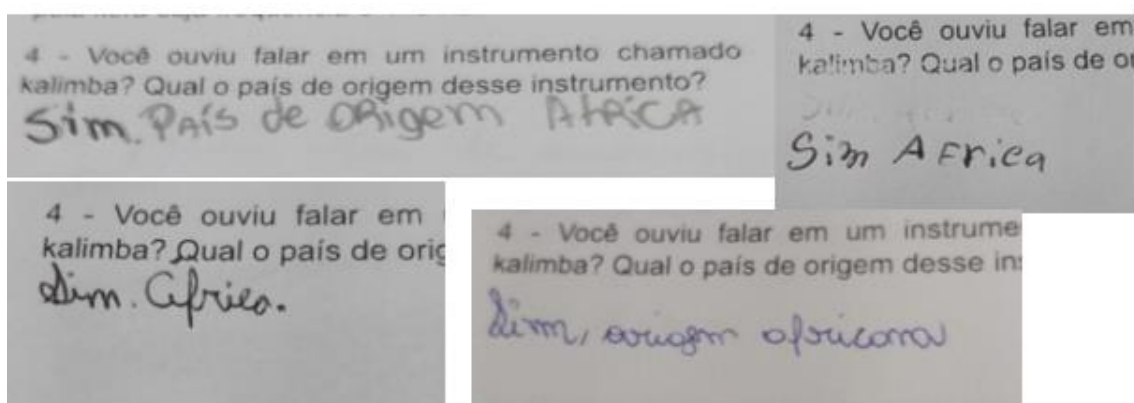 4 - Você ouviu falar em um instrumento chamado
kalimba? Qual o país de origem desse instrumento?
Sim. País de origem AfRicA
4 - Você ouviu falar em
kalimba? Qual o país de or
Sim AFrica
4 - Você ouviu falar em
kalimba? Qual o país de orig
Sim. Africa.
4 - Você ouviu falar em um instrume
kalimba? Qual o país de origem desse in
Sim, origem africana